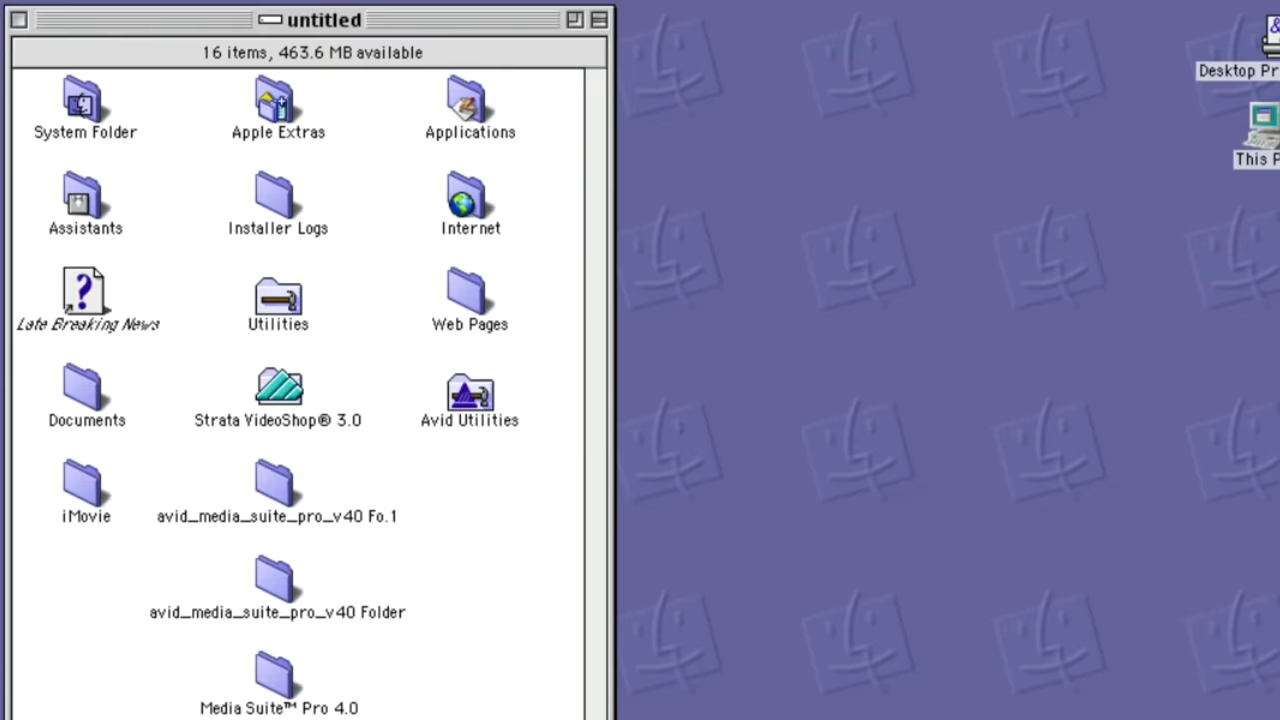 untitled
16 items, 463.6 MB available
System Folder
Apple Extras
Applications
Assistants
Installer Logs
Internet
Late Breaking News
Utilities
Web Pages
Documents
Strata VideoShop® 3.0
Avid Utilities
iMovie
avid_media_suite_pro_v40 Fo.1
avid_media_suite_pro_v40 Folder
Media Suite™ Pro 4.0
Desktop Pr
This P